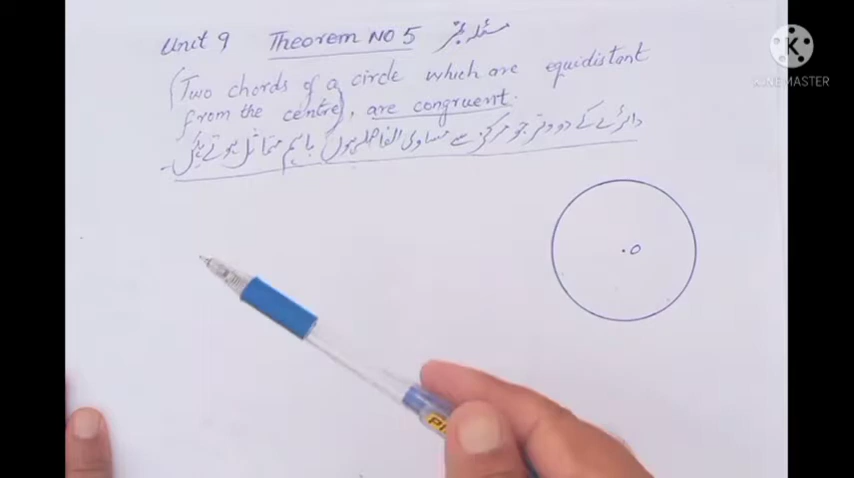 Unit 9 Theorem NO 5 مسئلہ نمبر
(Two chords of a circle which are equidistant
from the centre), are congruent.
دائرے کے دو وتر جو مرکز سے مساوی الفاصلہ ہوں باہم متماثل ہوتے ہیں۔
. O
K
KINEMASTER